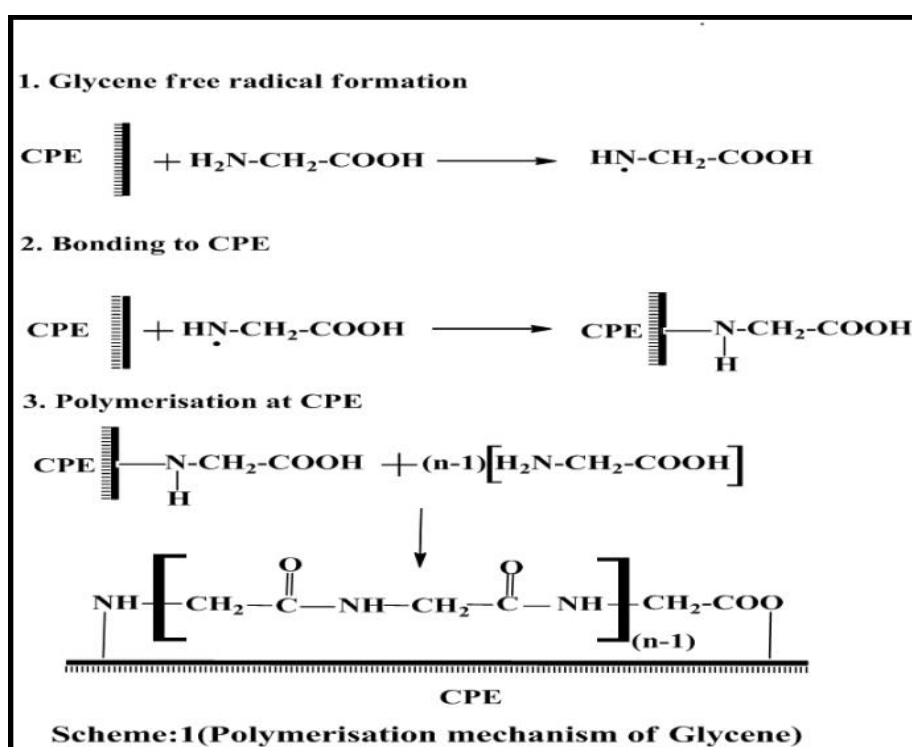 1. Glycene free radical formation
CPE + H₂N-CH₂-COOH HN-CH₂-COOH
2. Bonding to CPE
CPE + HN-CH₂-COOH CPE N-CH₂-COOH
H
3. Polymerisation at CPE
CPE N-CH₂-COOH + (n-1)[H₂N-CH₂-COOH]
H
O O
NH [ CH₂-C-NH-CH₂-C-NH ] CH₂-COO
(n-1)
CPE
Scheme:1(Polymerisation mechanism of Glycene)